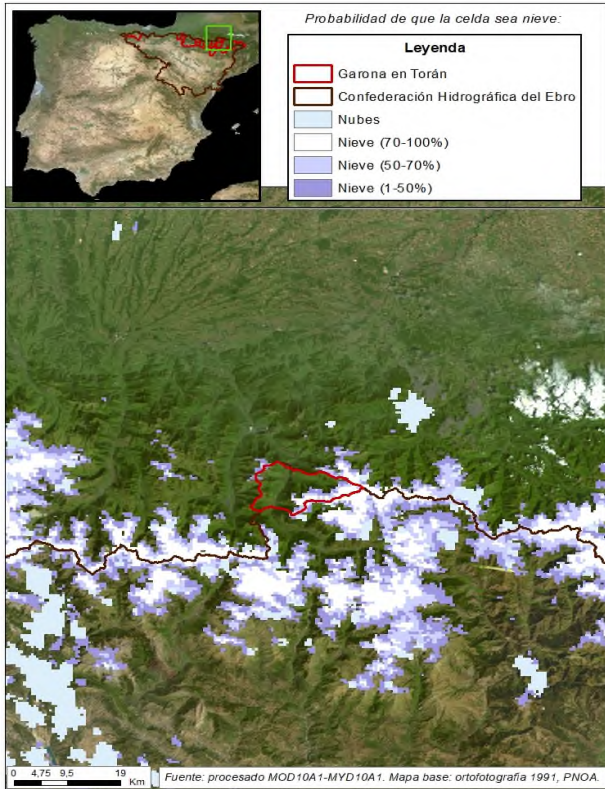 Probabilidad de que la celda sea nieve:
Leyenda
Garona en Torán
Confederación Hidrográfica del Ebro
Nubes
Nieve (70-100%)
Nieve (50-70%)
Nieve (1-50%)
0 4,75 9,5 19
Km
Fuente: procesado MOD10A1-MYD10A1. Mapa base: ortofotografía 1991, PNOA.